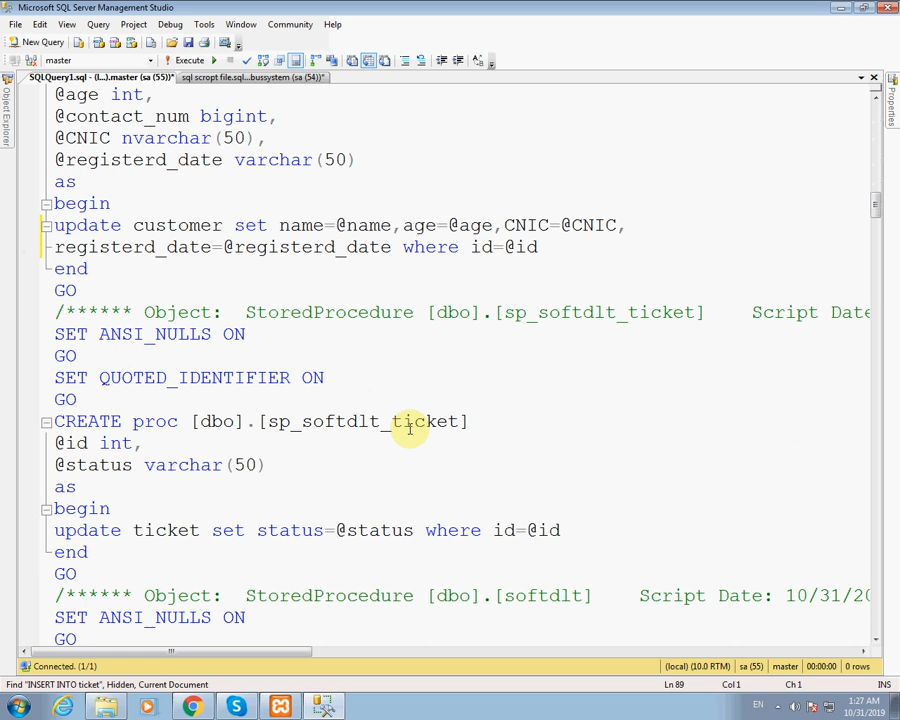 Microsoft SQL Server Management Studio
File Edit View Query Project Debug Tools Window Community Help
New Query
master Execute
SQLQuery1.sql - (l...).master (sa (55))* sql scropt file.sql...bussystem (sa (54))*
Object Explorer
Properties
@age int,
@contact_num bigint,
@CNIC nvarchar(50),
@registerd_date varchar(50)
as
begin
update customer set name=@name,age=@age,CNIC=@CNIC,
registerd_date=@registerd_date where id=@id
end
GO
/****** Object: StoredProcedure [dbo].[sp_softdlt_ticket] Script Date
SET ANSI_NULLS ON
GO
SET QUOTED_IDENTIFIER ON
GO
CREATE proc [dbo].[sp_softdlt_ticket]
@id int,
@status varchar(50)
as
begin
update ticket set status=@status where id=@id
end
GO
/****** Object: StoredProcedure [dbo].[softdlt] Script Date: 10/31/20
SET ANSI_NULLS ON
GO
Connected. (1/1) (local) (10.0 RTM) sa (55) master 00:00:00 0 rows
Find "INSERT INTO ticket", Hidden, Current Document Ln 89 Col 1 Ch 1 INS
EN 1:27 AM
10/31/2019